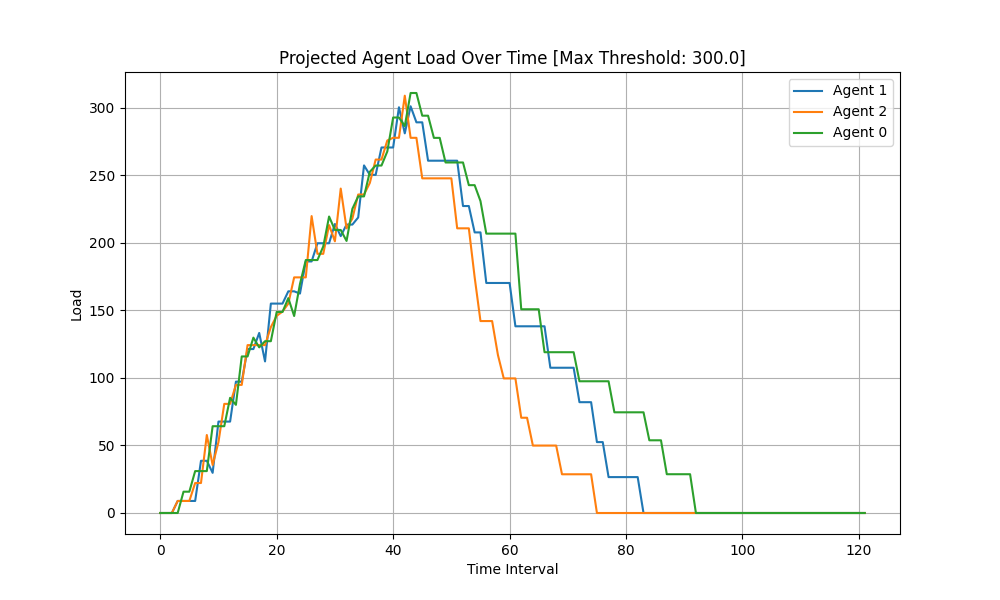 Projected Agent Load Over Time [Max Threshold: 300.0]
Agent 1
Agent 2
Agent 0
Load
300
250
200
150
100
50
0
0 20 40 60 80 100 120
Time Interval